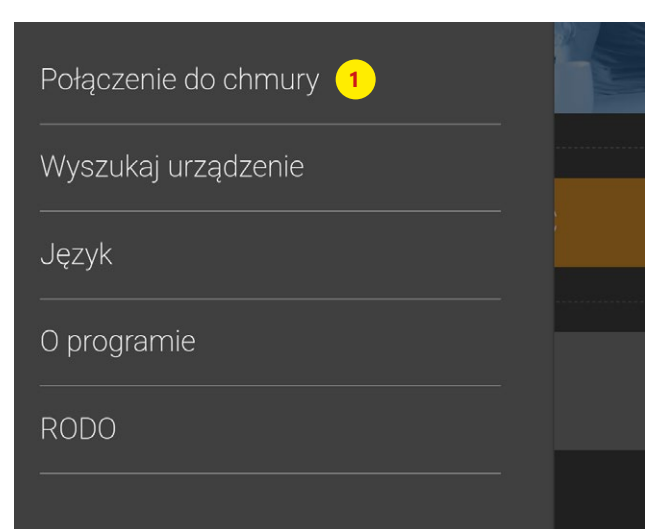 Połączenie do chmury 1
Wyszukaj urządzenie
Język
O programie
RODO